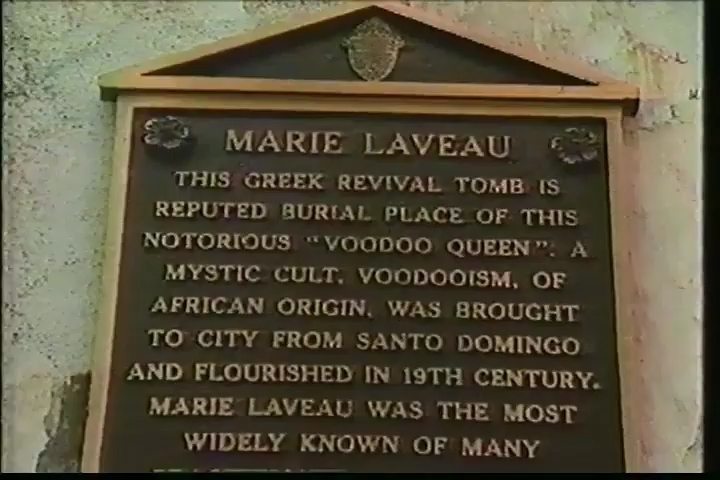 MARIE LAVEAU
THIS GREEK REVIVAL TOMB IS
REPUTED BURIAL PLACE OF THIS
NOTORIOUS "VOODOO QUEEN". A
MYSTIC CULT, VOODOOISM, OF
AFRICAN ORIGIN, WAS BROUGHT
TO CITY FROM SANTO DOMINGO
AND FLOURISHED IN 19TH CENTURY.
MARIE LAVEAU WAS THE MOST
WIDELY KNOWN OF MANY